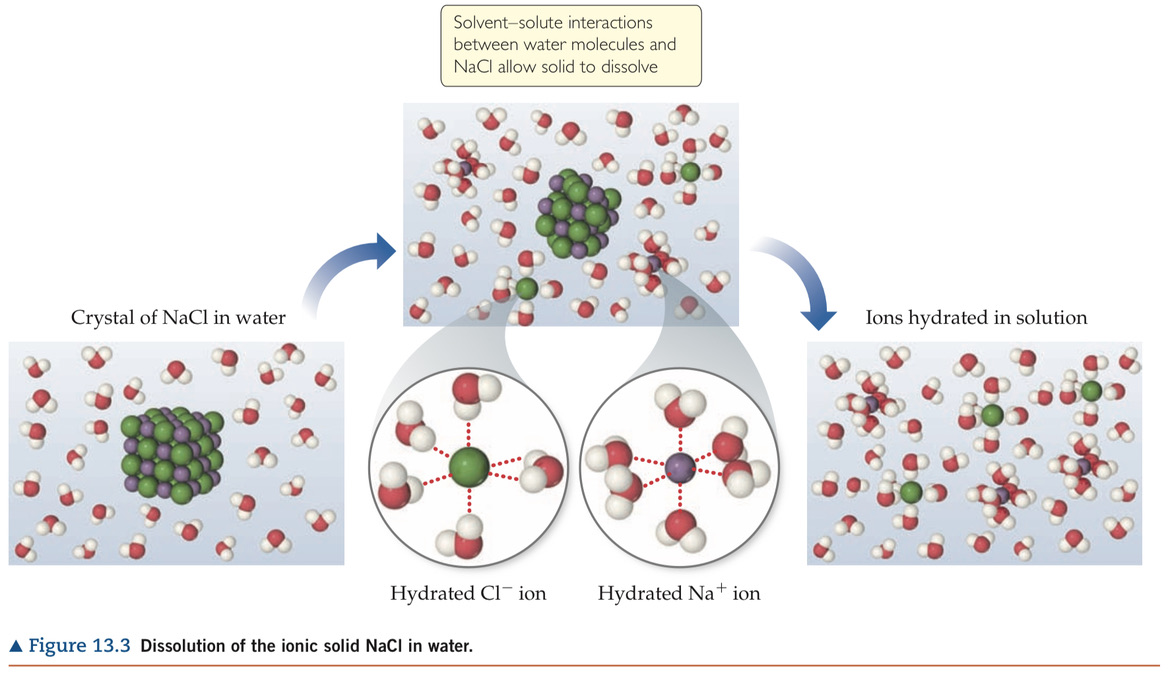 Solvent–solute interactions
between water molecules and
NaCl allow solid to dissolve
Crystal of NaCl in water
Ions hydrated in solution
Hydrated Cl⁻ ion
Hydrated Na⁺ ion
▲ Figure 13.3 Dissolution of the ionic solid NaCl in water.